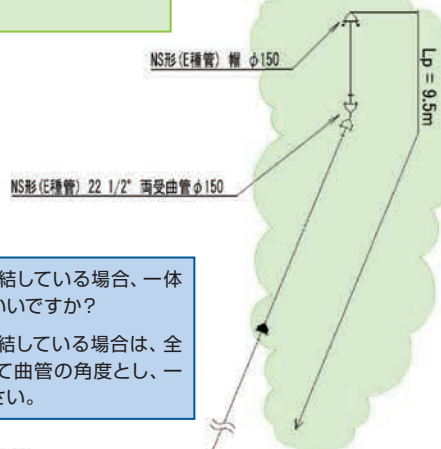 NS形(E種管) 帽 φ150
Lp = 9.5m
NS形(E種管) 22 1/2° 両受曲管φ150
結している場合、一体
いいですか?
結している場合は、全
て曲管の角度とし、一
さい。